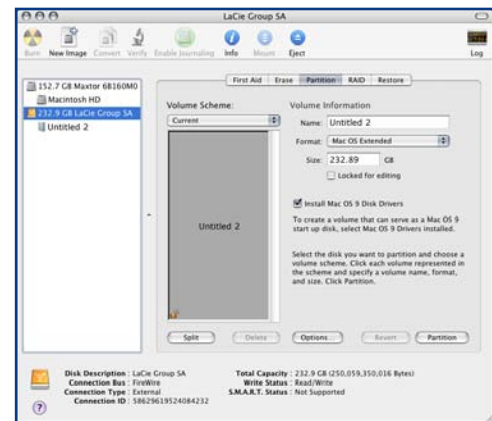 LaCie Group SA
Burn New Image Convert Verify Enable Journaling Info Mount Eject Log
152.7 GB Maxtor 6B160M0
Macintosh HD
232.9 GB LaCie Group SA
Untitled 2
First Aid Erase Partition RAID Restore
Volume Scheme:
Current
Untitled 2
Volume Information
Name: Untitled 2
Format: Mac OS Extended
Size: 232.89 GB
Locked for editing
Install Mac OS 9 Disk Drivers
To create a volume that can serve as a Mac OS 9
start up disk, select Mac OS 9 Drivers installed.
Select the disk you want to partition and choose a
volume scheme. Click each volume represented in
the scheme and specify a volume name, format,
and size. Click Partition.
Split Delete Options... Revert Partition
Disk Description : LaCie Group SA
Connection Bus : FireWire
Connection Type : External
Connection ID : 58629619524084232
Total Capacity : 232.9 GB (250,059,350,016 Bytes)
Write Status : Read/Write
S.M.A.R.T. Status : Not Supported
?